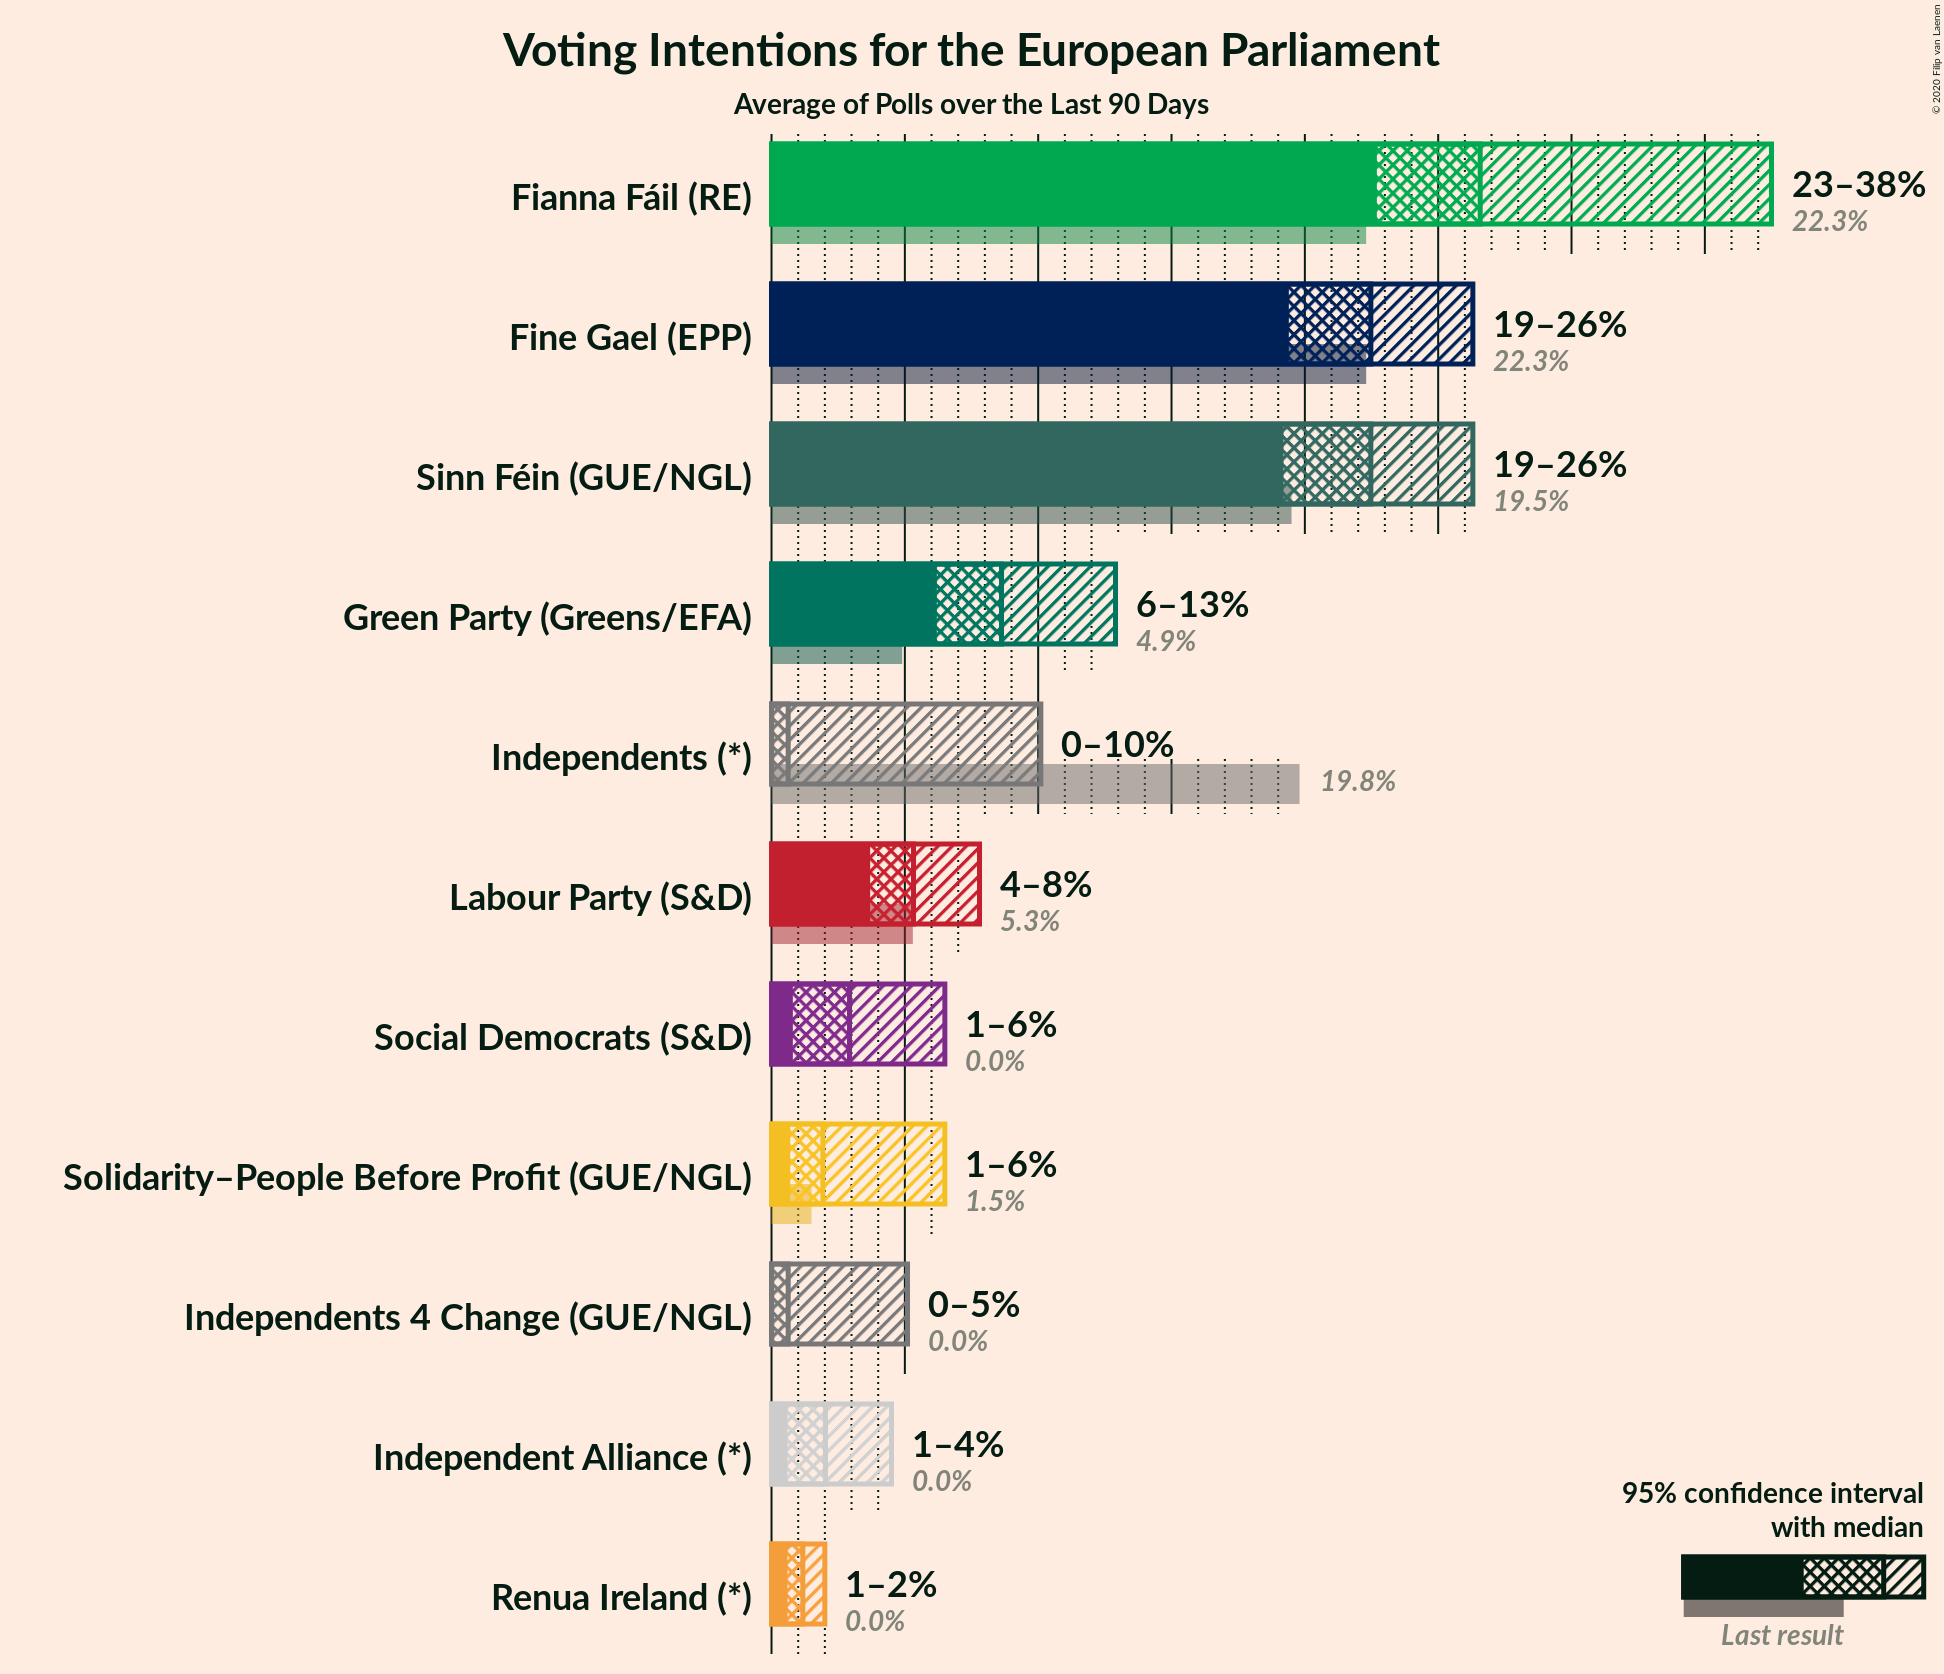 Voting Intentions for the European Parliament
Average of Polls over the Last 90 Days
© 2020 Filip van Laenen
Fianna Fáil (RE)
23–38%
22.3%
Fine Gael (EPP)
19–26%
22.3%
Sinn Féin (GUE/NGL)
19–26%
19.5%
Green Party (Greens/EFA)
6–13%
4.9%
Independents (*)
0–10%
19.8%
Labour Party (S&D)
4–8%
5.3%
Social Democrats (S&D)
1–6%
0.0%
Solidarity–People Before Profit (GUE/NGL)
1–6%
1.5%
Independents 4 Change (GUE/NGL)
0–5%
0.0%
Independent Alliance (*)
1–4%
0.0%
Renua Ireland (*)
1–2%
0.0%
95% confidence interval
with median
Last result